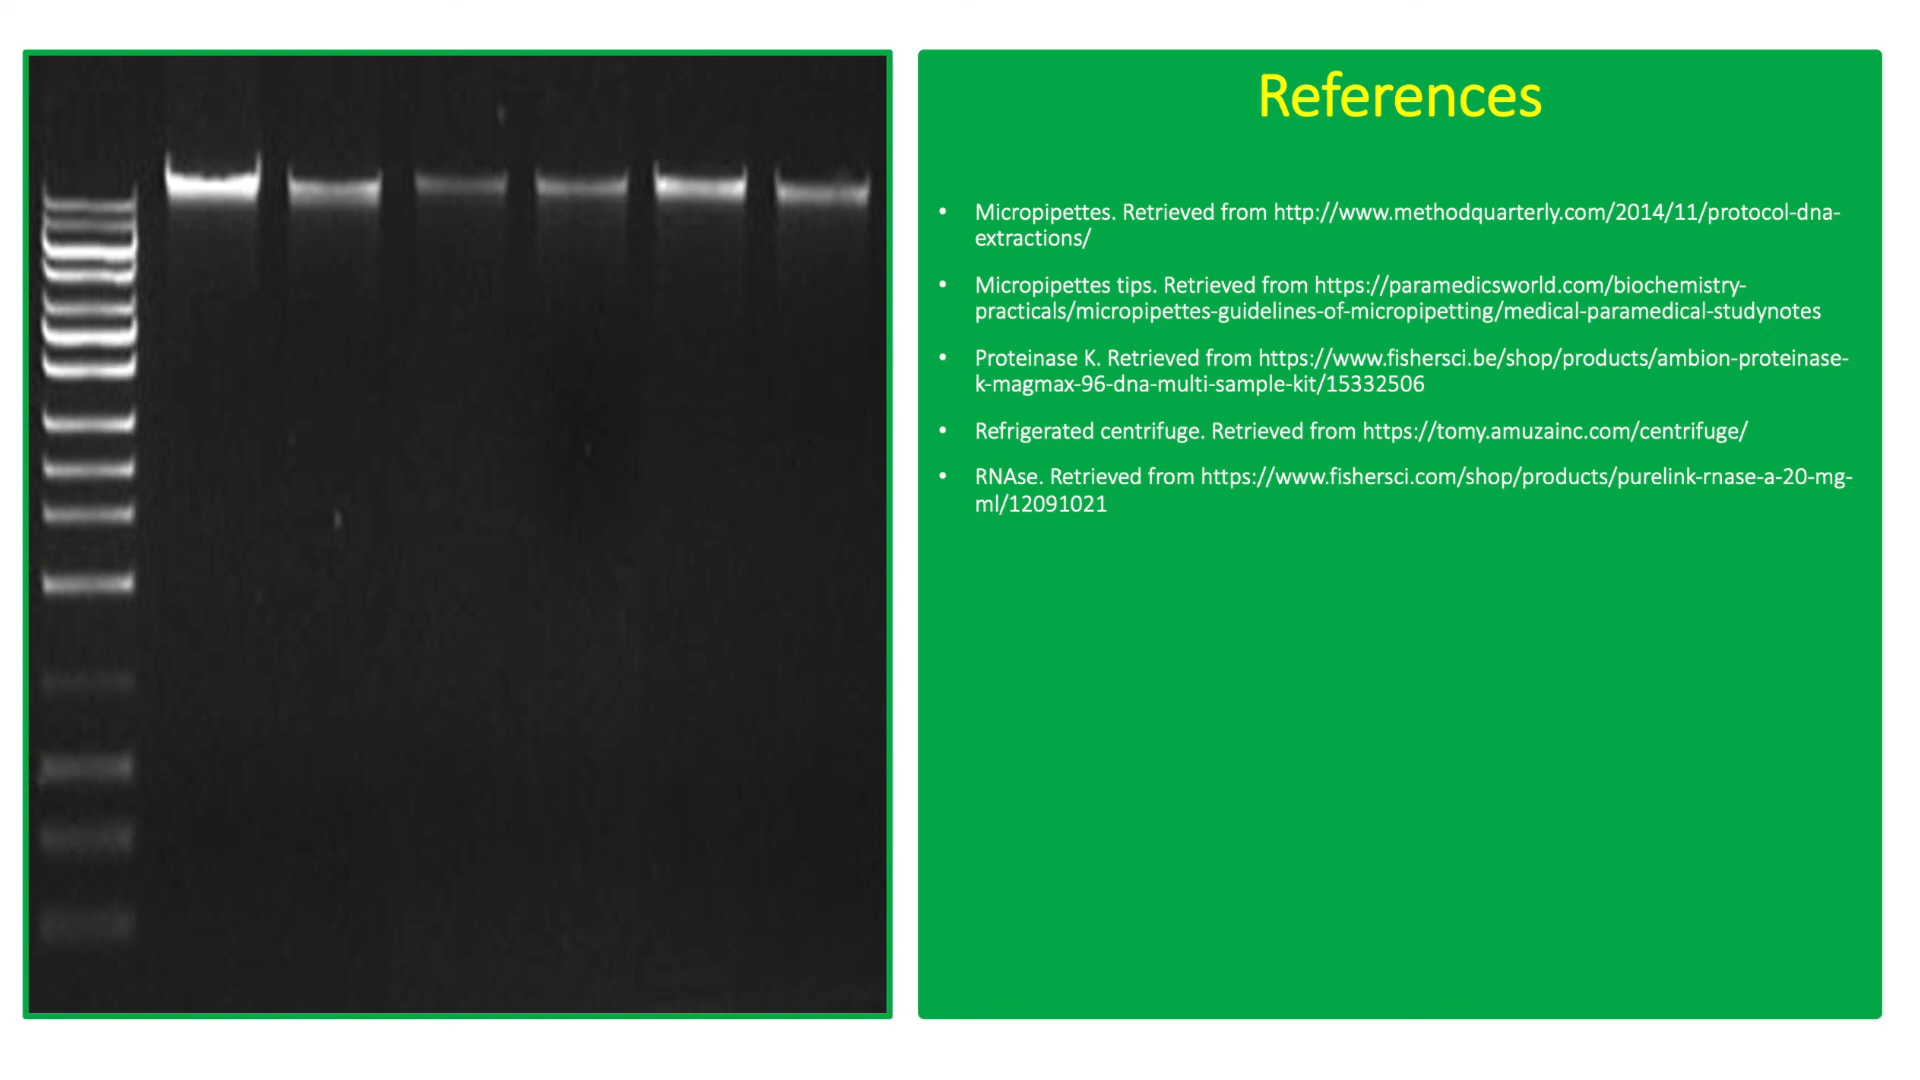 References
• Micropipettes. Retrieved from http://www.methodquarterly.com/2014/11/protocol-dna-
extractions/
• Micropipettes tips. Retrieved from https://paramedicsworld.com/biochemistry-
practicals/micropipettes-guidelines-of-micropipetting/medical-paramedical-studynotes
• Proteinase K. Retrieved from https://www.fishersci.be/shop/products/ambion-proteinase-
k-magmax-96-dna-multi-sample-kit/15332506
• Refrigerated centrifuge. Retrieved from https://tomy.amuzainc.com/centrifuge/
• RNAse. Retrieved from https://www.fishersci.com/shop/products/purelink-rnase-a-20-mg-
ml/12091021